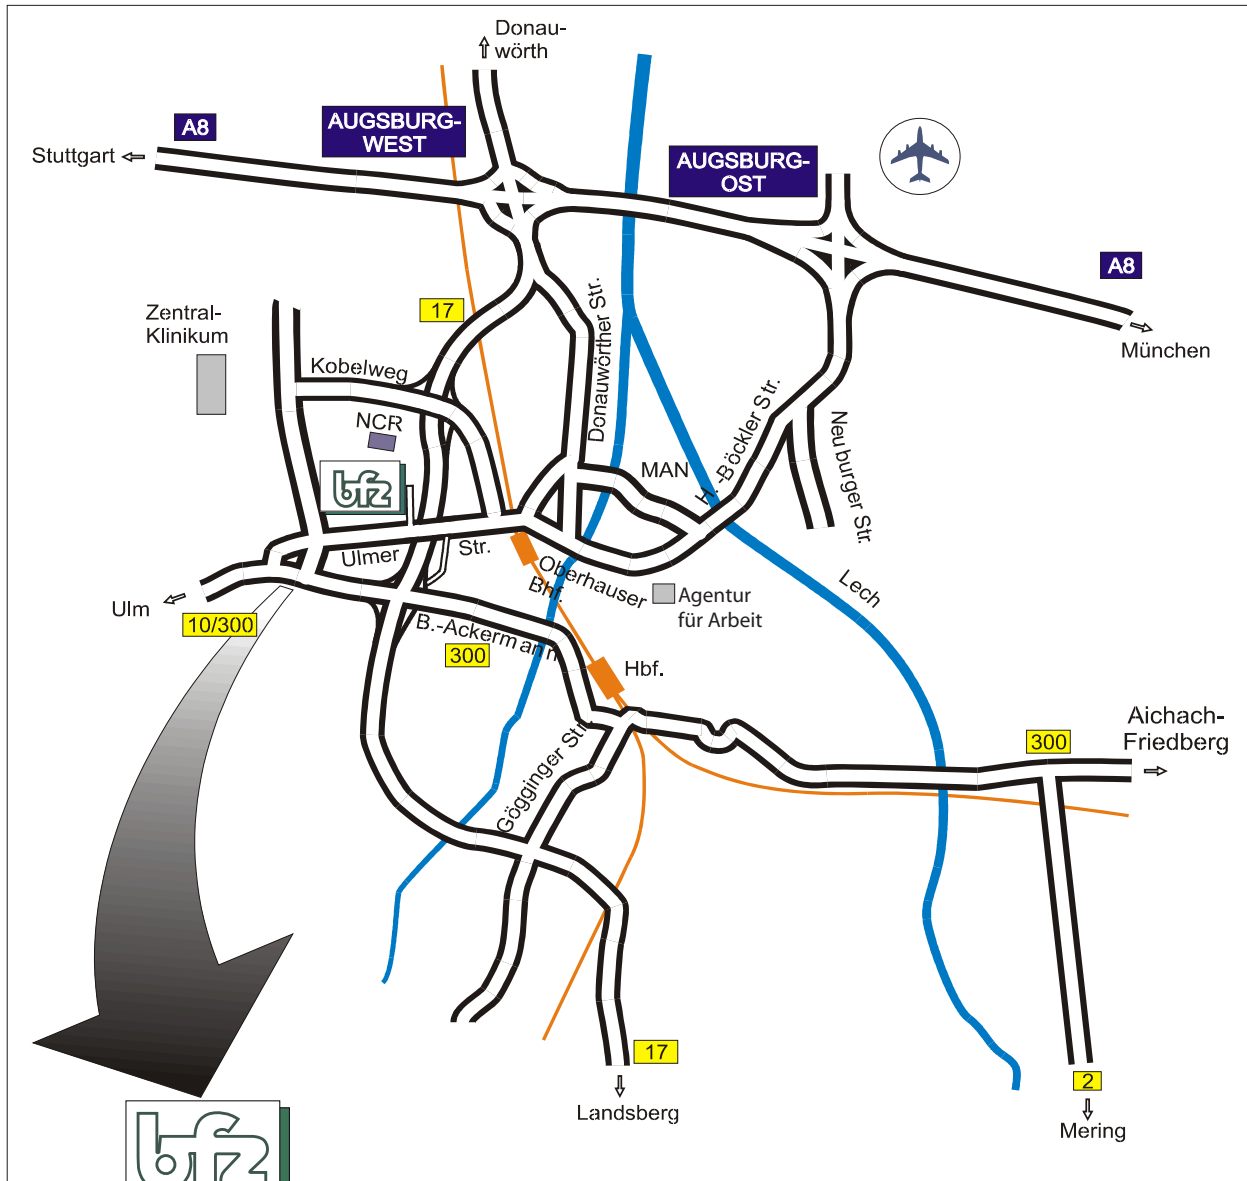 Donau-
wörth
A8
AUGSBURG-
WEST
Stuttgart
AUGSBURG-
OST
A8
München
Zentral-
Klinikum
17
Donauwörther Str.
Kobelweg
NCR
bfz
MAN
H.-Böckler Str.
Neuburger Str.
Ulmer
Str.
Oberhauser
Bhf.
Agentur
für Arbeit
Lech
Ulm
10/300
B.-Ackermann
300
Hbf.
Gögginger Str.
Aichach-
Friedberg
300
17
Landsberg
2
Mering
bfz